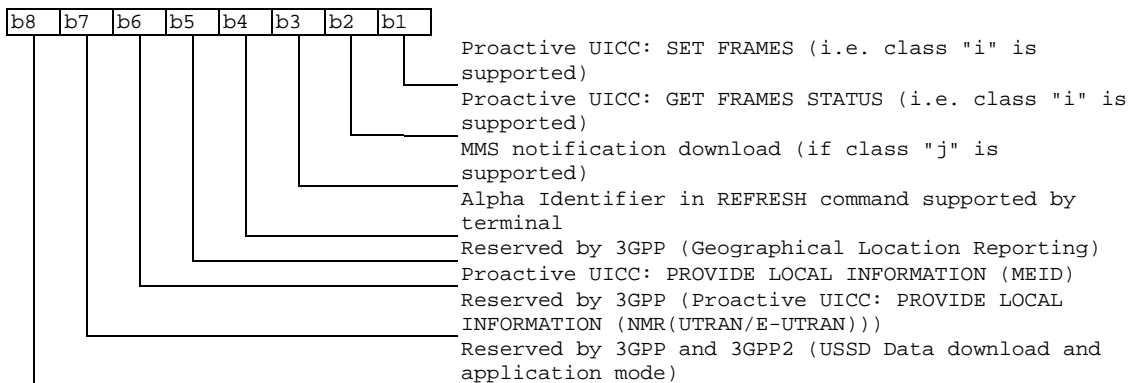 b8 b7 b6 b5 b4 b3 b2 b1
Proactive UICC: SET FRAMES (i.e. class "i" is
supported)
Proactive UICC: GET FRAMES STATUS (i.e. class "i" is
supported)
MMS notification download (if class "j" is
supported)
Alpha Identifier in REFRESH command supported by
terminal
Reserved by 3GPP (Geographical Location Reporting)
Proactive UICC: PROVIDE LOCAL INFORMATION (MEID)
Reserved by 3GPP (Proactive UICC: PROVIDE LOCAL
INFORMATION (NMR(UTRAN/E-UTRAN)))
Reserved by 3GPP and 3GPP2 (USSD Data download and
application mode)